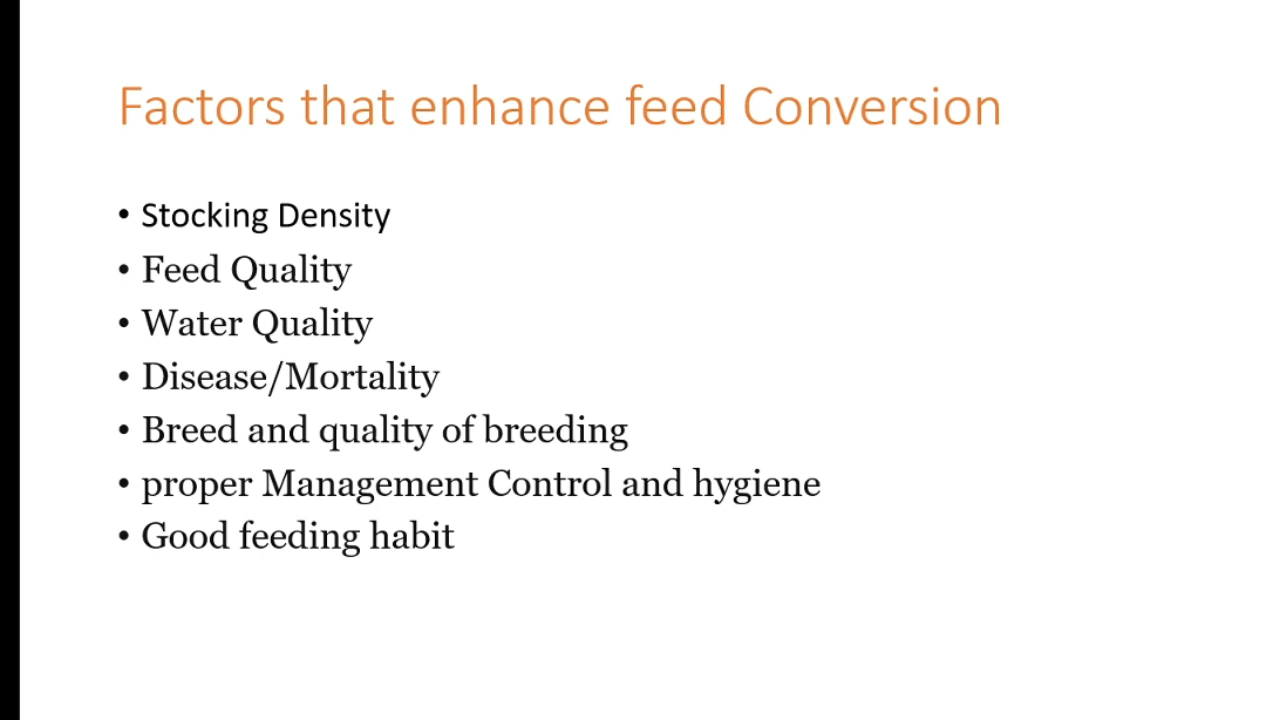 Factors that enhance feed Conversion
• Stocking Density
• Feed Quality
• Water Quality
• Disease/Mortality
• Breed and quality of breeding
• proper Management Control and hygiene
• Good feeding habit